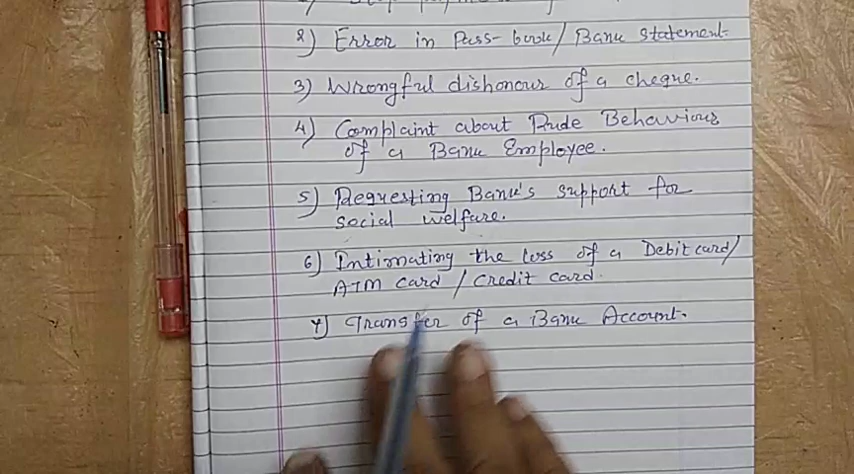 2) Error in Pass-book/Bank statement
3) Wrongful dishonour of a cheque.
4) Complaint about Rude Behaviour
of a Bank Employee.
5) Requesting Bank's support for
social welfare.
6) Intimating the loss of a Debit card/
ATM card / Credit card.
7) Transfer of a Bank Account.